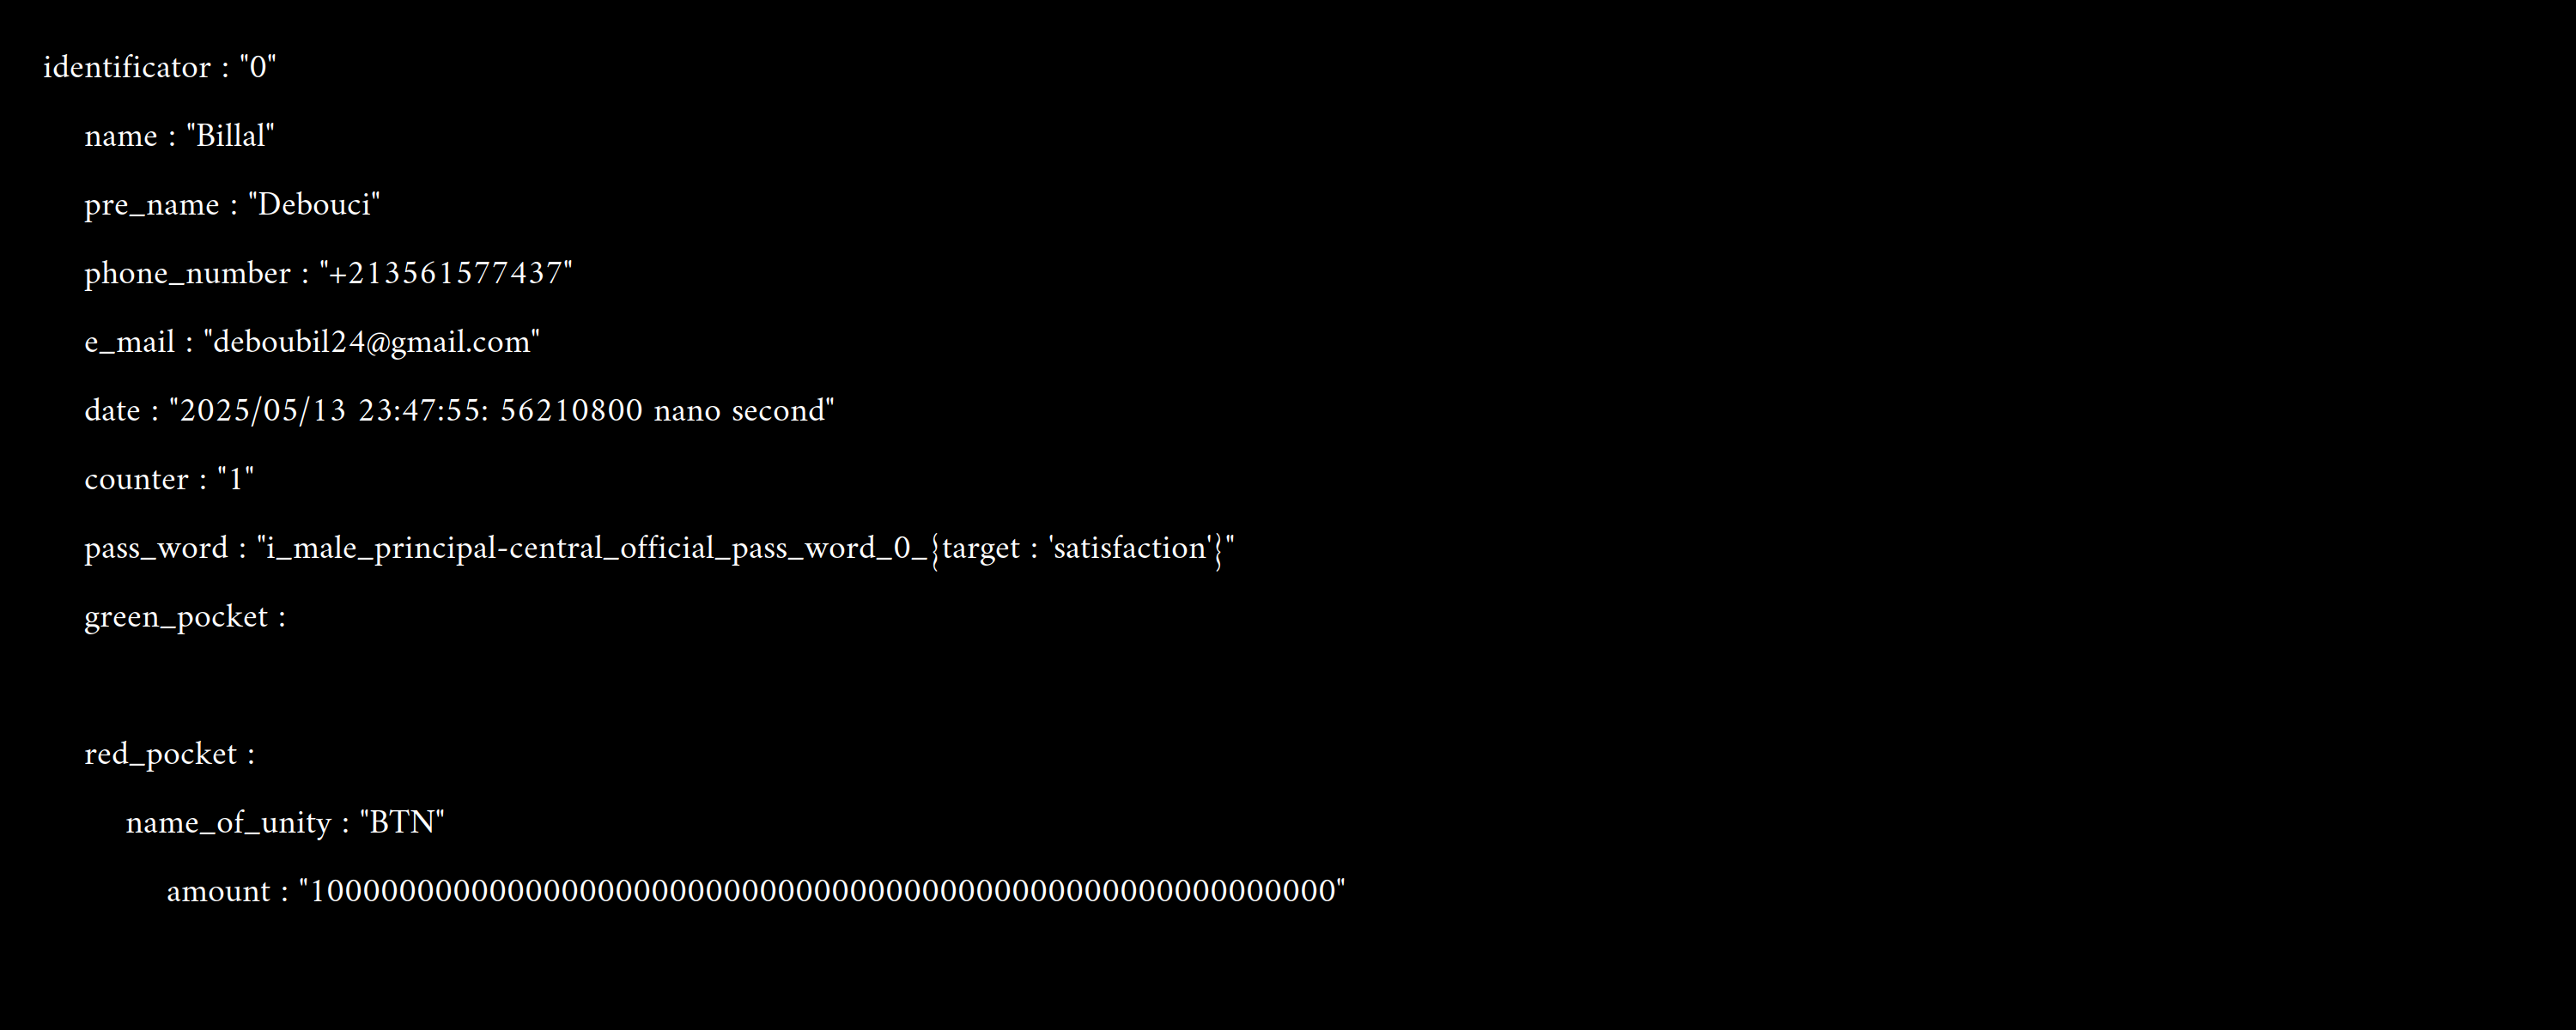 identificator : "0"
name : "Billal"
pre_name : "Debouci"
phone_number : "+213561577437"
e_mail : "deboubil24@gmail.com"
date : "2025/05/13 23:47:55: 56210800 nano second"
counter : "1"
pass_word : "i_male_principal-central_official_pass_word_0_{target : 'satisfaction'}"
green_pocket :
red_pocket :
name_of_unity : "BTN"
amount : "100000000000000000000000000000000000000000000000000000000"